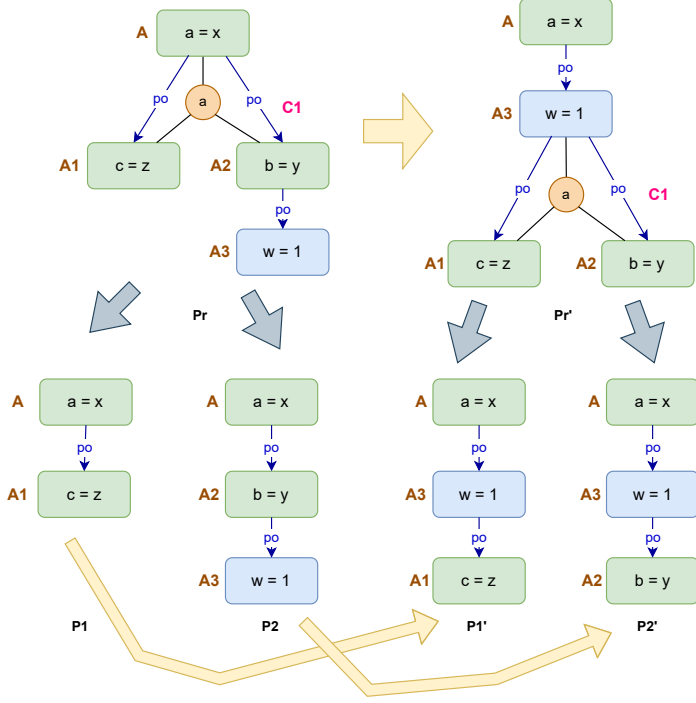 A
a = x
po
po
a
C1
A1
c = z
A2
b = y
po
A3
w = 1
Pr
A
a = x
po
A3
w = 1
po
po
a
C1
A1
c = z
A2
b = y
Pr'
A
a = x
po
A1
c = z
P1
A
a = x
po
A2
b = y
po
A3
w = 1
P2
A
a = x
po
A3
w = 1
po
A1
c = z
P1'
A
a = x
po
A3
w = 1
po
A2
b = y
P2'